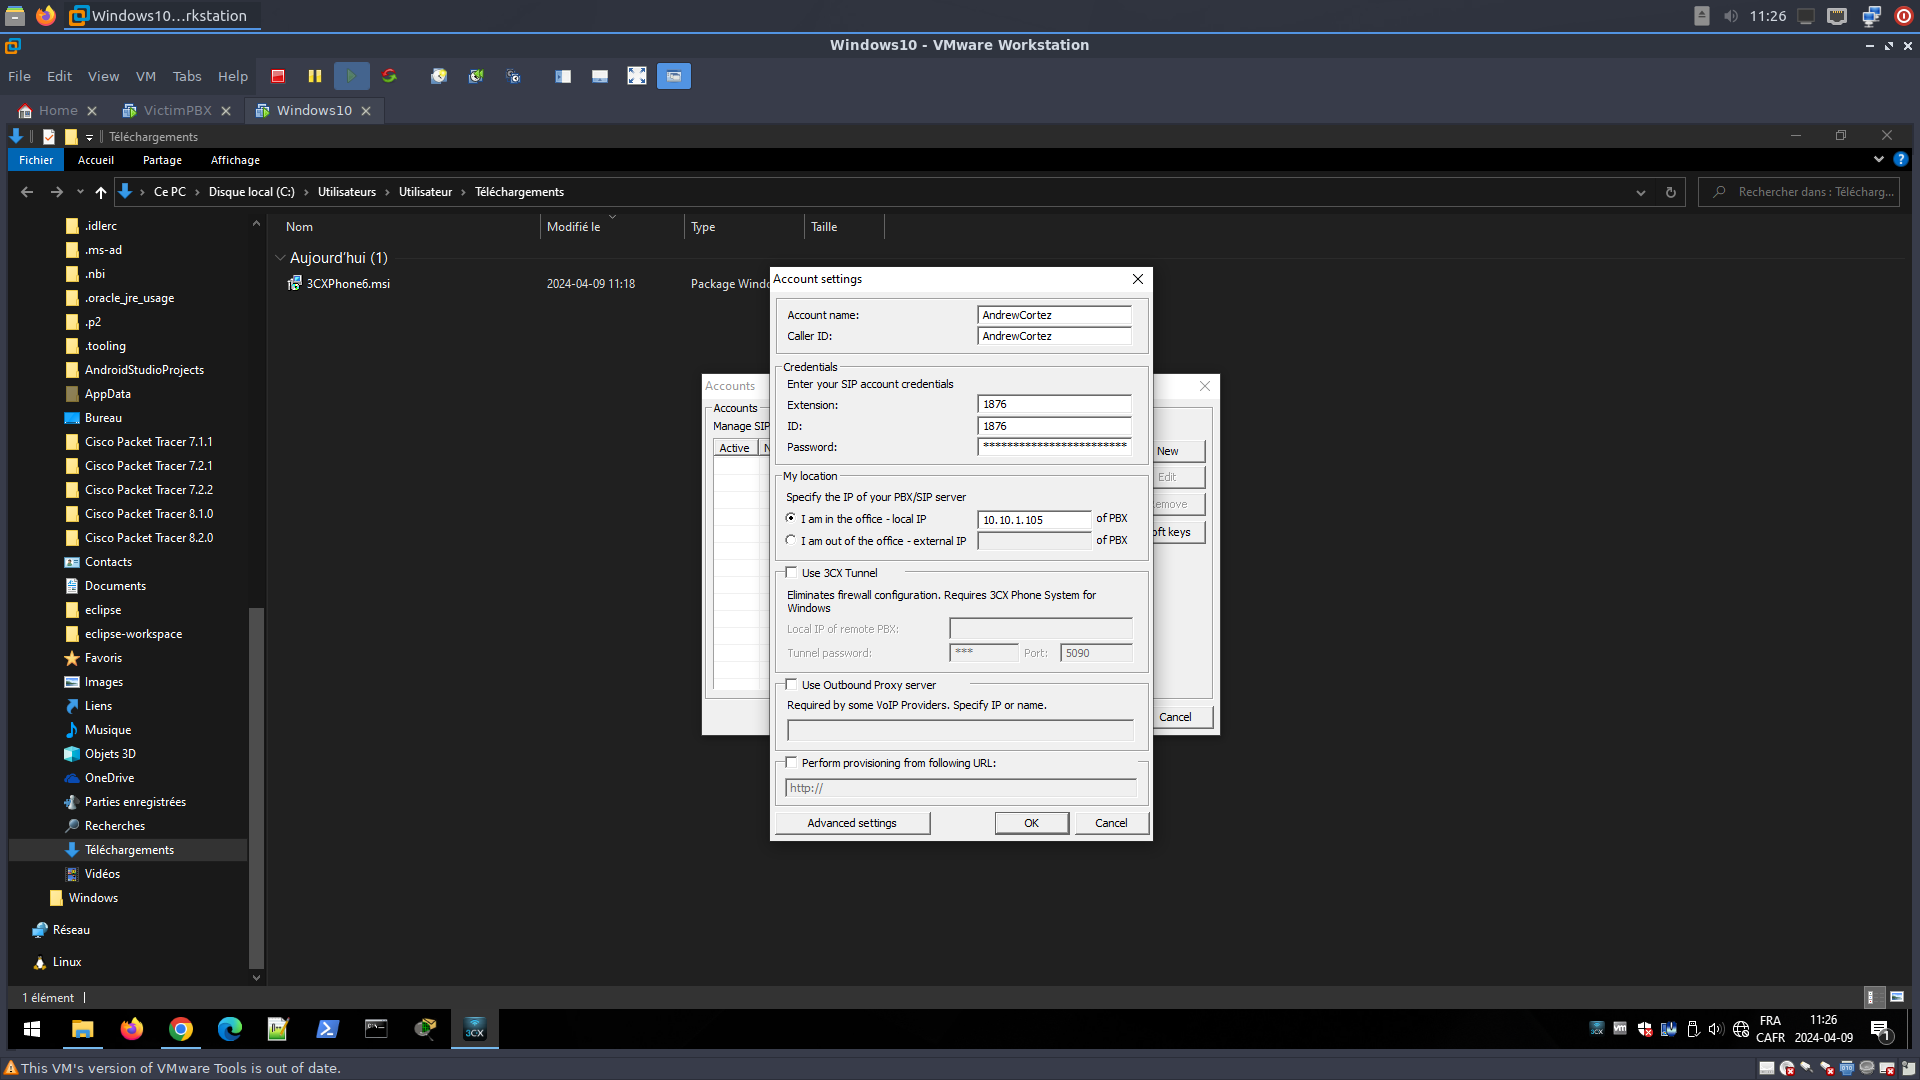 Windows10...rkstation
11:26
Windows10 - VMware Workstation
File Edit View VM Tabs Help
Home VictimPBX Windows10
Téléchargements
Fichier Accueil Partage Affichage
Ce PC Disque local (C:) Utilisateurs Utilisateur Téléchargements
Rechercher dans : Télécharg...
Nom Modifié le Type Taille
Aujourd'hui (1)
3CXPhone6.msi 2024-04-09 11:18 Package Windo
.idlerc
.ms-ad
.nbi
.oracle_jre_usage
.p2
.tooling
AndroidStudioProjects
AppData
Bureau
Cisco Packet Tracer 7.1.1
Cisco Packet Tracer 7.2.1
Cisco Packet Tracer 7.2.2
Cisco Packet Tracer 8.1.0
Cisco Packet Tracer 8.2.0
Contacts
Documents
eclipse
eclipse-workspace
Favoris
Images
Liens
Musique
Objets 3D
OneDrive
Parties enregistrées
Recherches
Téléchargements
Vidéos
Windows
Réseau
Linux
1 élément
Accounts
Accounts
Manage SIP
Active N
New
Edit
emove
oft keys
Cancel
Account settings
Account name: AndrewCortez
Caller ID: AndrewCortez
Credentials
Enter your SIP account credentials
Extension: 1876
ID: 1876
Password: ************************
My location
Specify the IP of your PBX/SIP server
I am in the office - local IP 10.10.1.105 of PBX
I am out of the office - external IP of PBX
Use 3CX Tunnel
Eliminates firewall configuration. Requires 3CX Phone System for
Windows
Local IP of remote PBX:
Tunnel password: *** Port: 5090
Use Outbound Proxy server
Required by some VoIP Providers. Specify IP or name.
Perform provisioning from following URL:
http://
Advanced settings OK Cancel
3CX
FRA
CAFR
11:26
2024-04-09
1
This VM's version of VMware Tools is out of date.